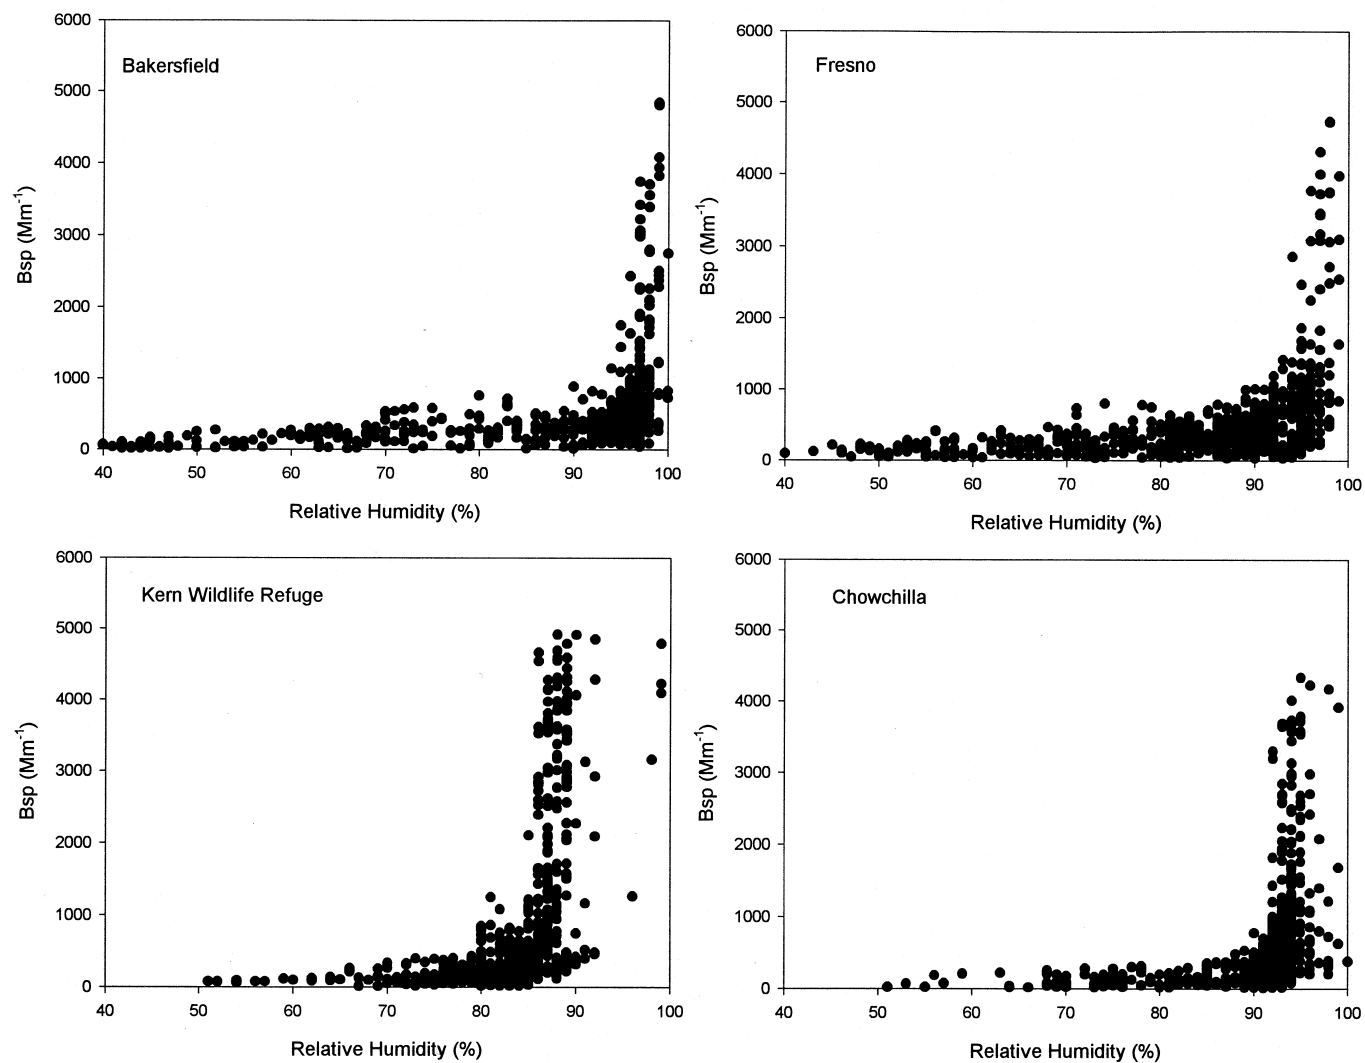 6000
5000
4000
3000
2000
1000
0
Bakersfield
Bsp (Mm-1)
40 50 60 70 80 90 100
Relative Humidity (%)
6000
5000
4000
3000
2000
1000
0
Fresno
Bsp (Mm-1)
40 50 60 70 80 90 100
Relative Humidity (%)
6000
5000
4000
3000
2000
1000
0
Kern Wildlife Refuge
Bsp (Mm-1)
40 50 60 70 80 90 100
Relative Humidity (%)
6000
5000
4000
3000
2000
1000
0
Chowchilla
Bsp (Mm-1)
40 50 60 70 80 90 100
Relative Humidity (%)